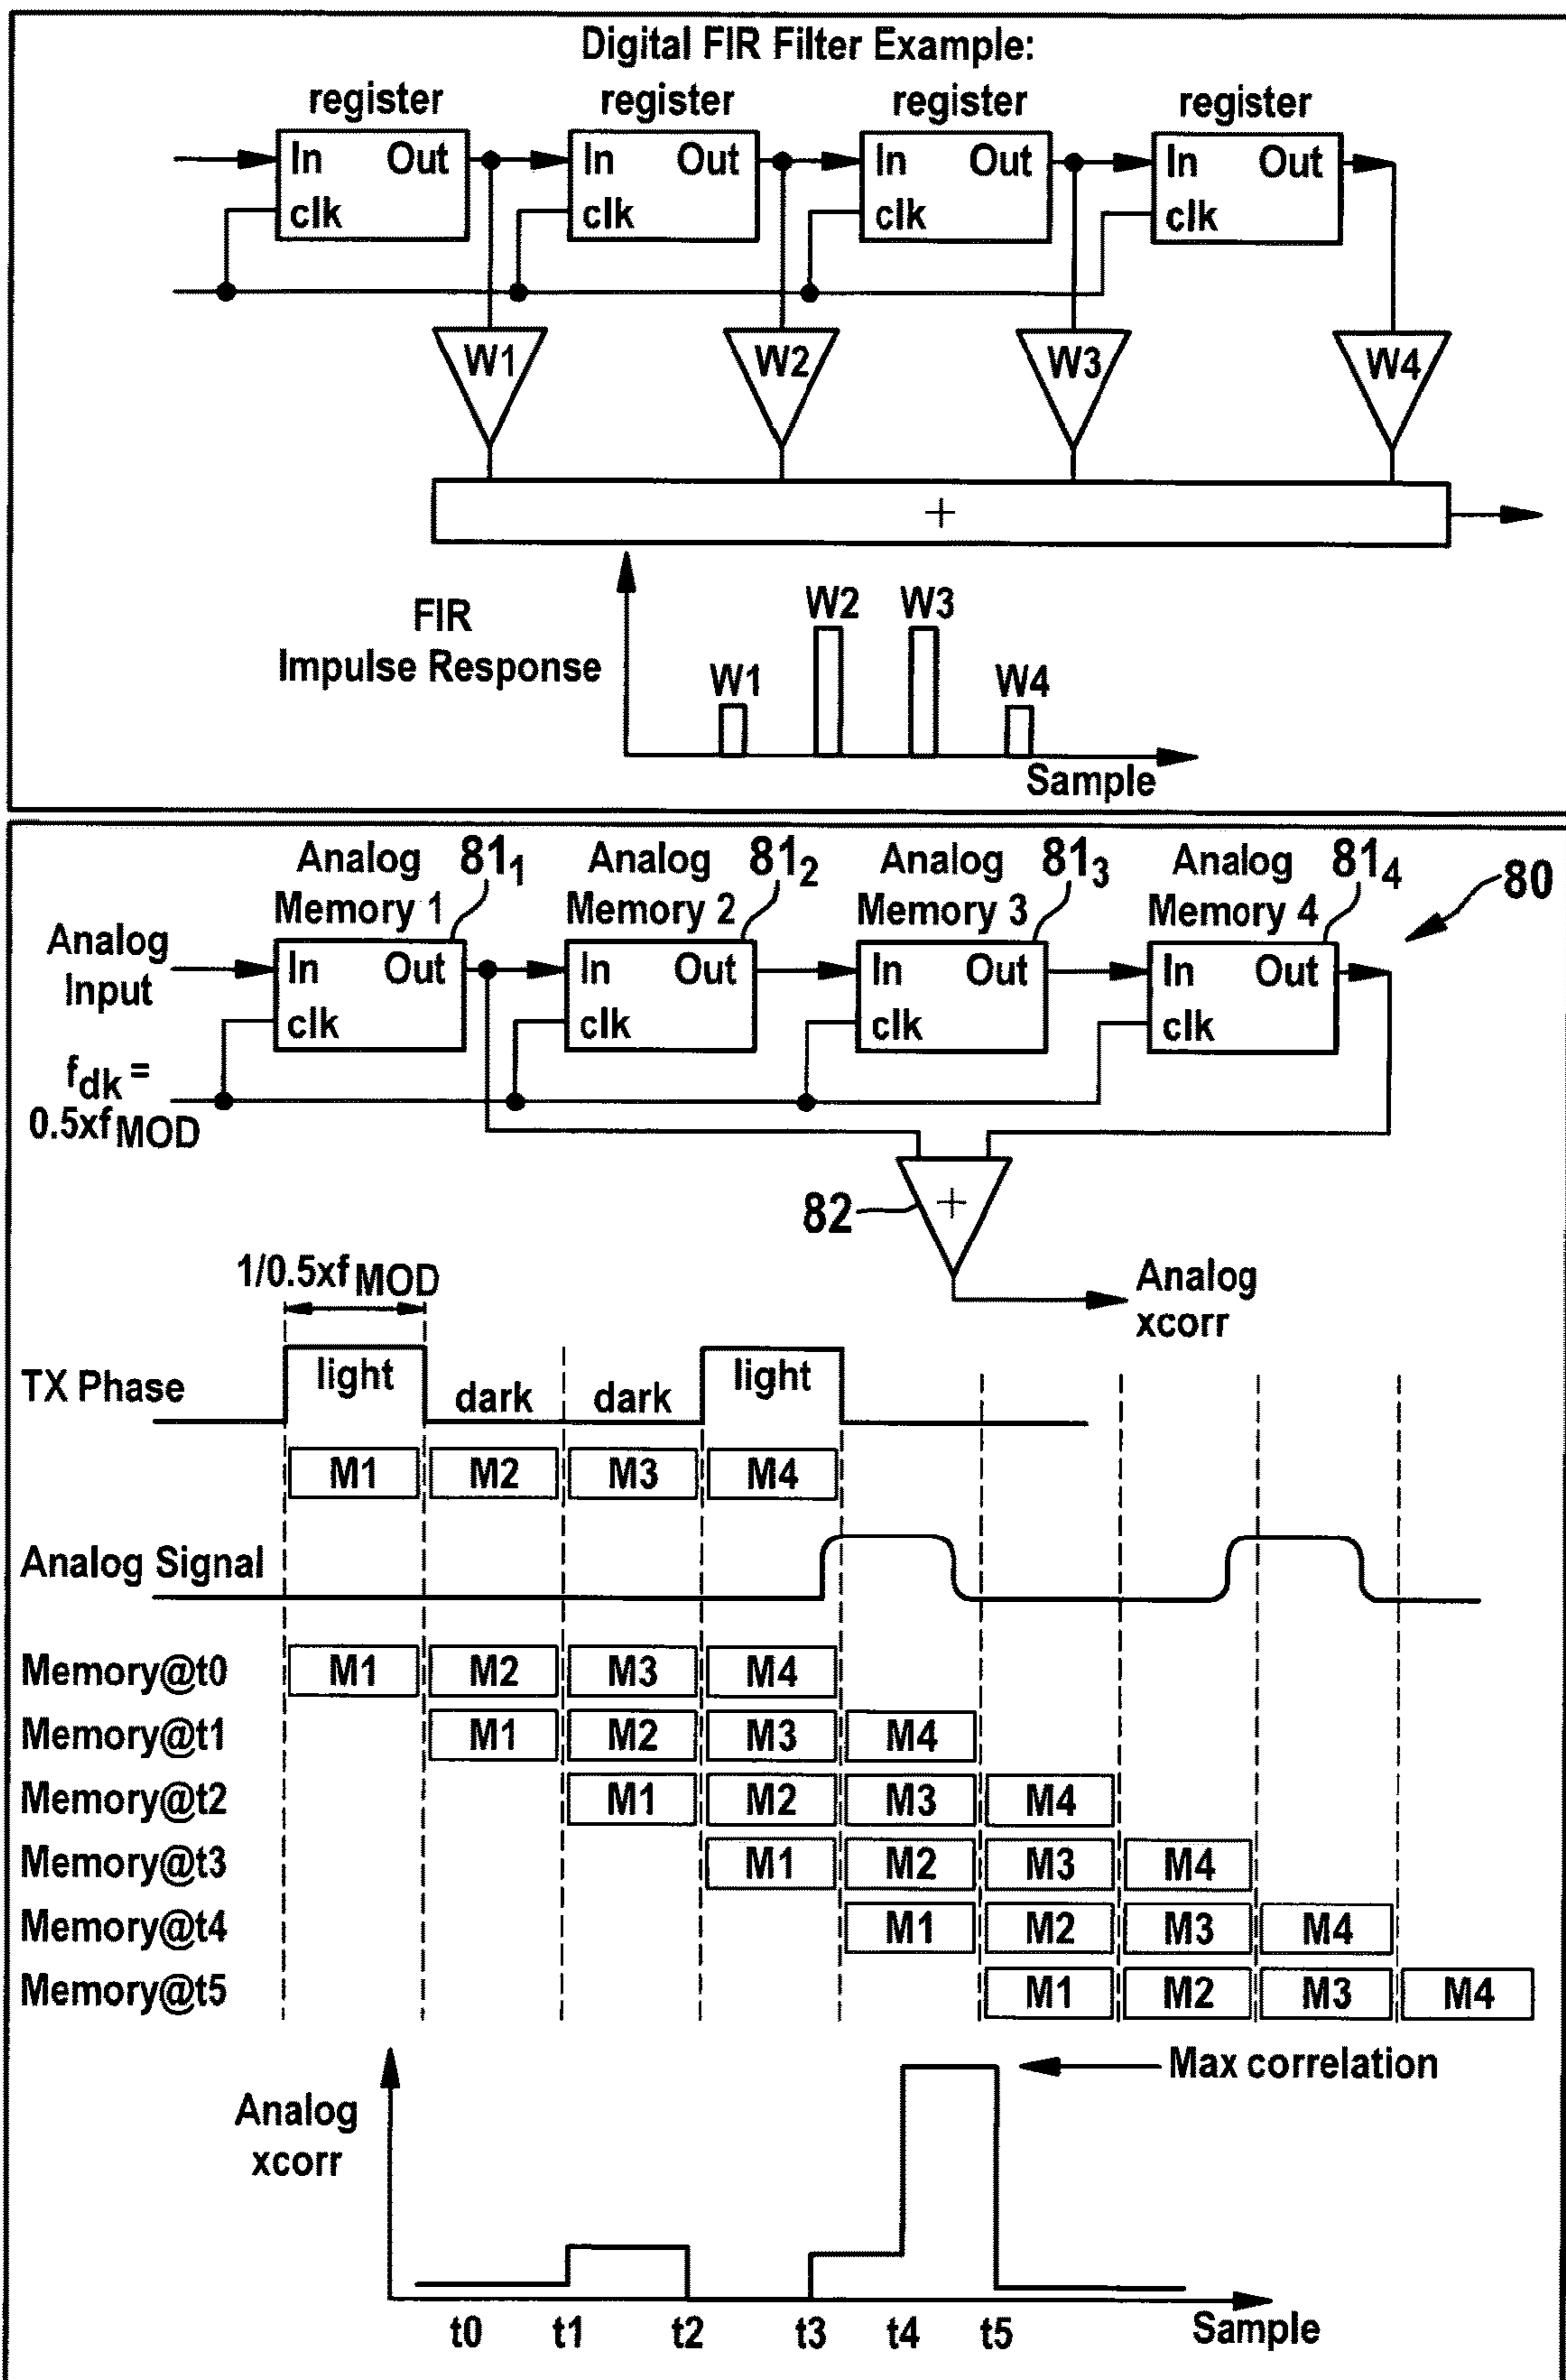 Digital FIR Filter Example:
register register register register
In Out In Out In Out In Out
clk clk clk clk
W1 W2 W3 W4
+
FIR
Impulse Response
W1 W2 W3 W4
Sample
Analog Memory 1 81₁
Analog Memory 2 81₂
Analog Memory 3 81₃
Analog Memory 4 81₄
80
Analog
Input
In Out In Out In Out In Out
clk clk clk clk
fdk =
0.5xfMOD
82 +
Analog
xcorr
1/0.5xfMOD
TX Phase light dark dark light
M1 M2 M3 M4
Analog Signal
Memory@t0 M1 M2 M3 M4
Memory@t1 M1 M2 M3 M4
Memory@t2 M1 M2 M3 M4
Memory@t3 M1 M2 M3 M4
Memory@t4 M1 M2 M3 M4
Memory@t5 M1 M2 M3 M4
Max correlation
Analog
xcorr
t0 t1 t2 t3 t4 t5 Sample